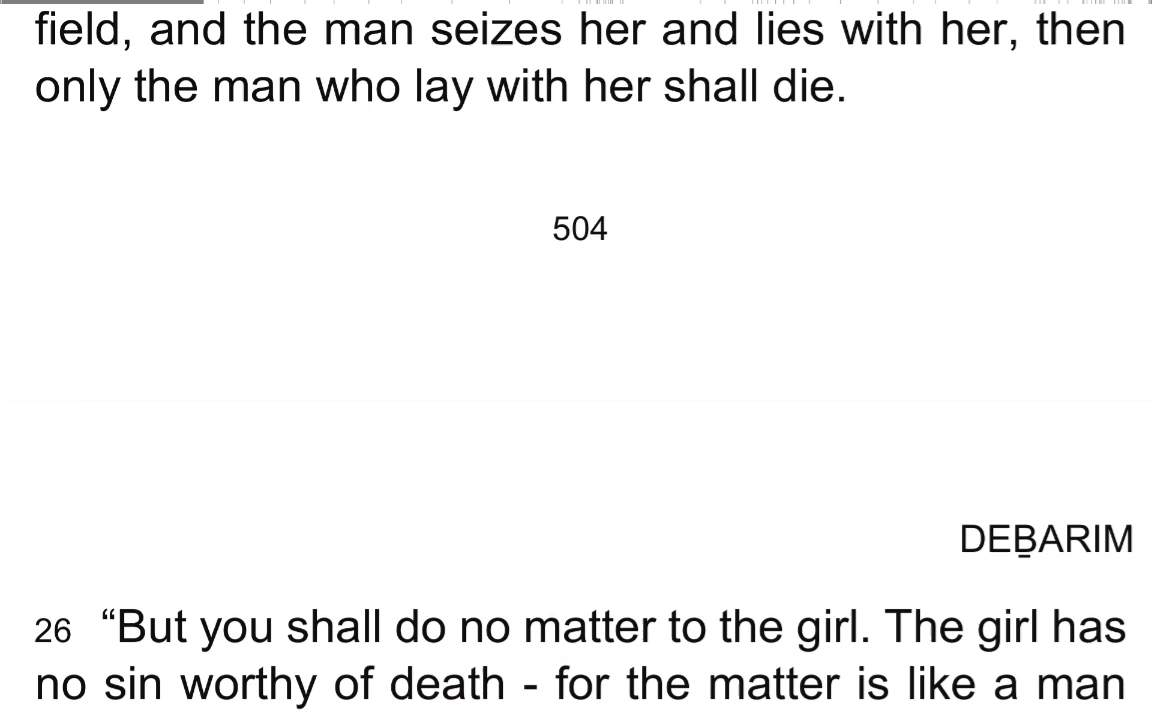 field, and the man seizes her and lies with her, then
only the man who lay with her shall die.
504
DEḆARIM
26 “But you shall do no matter to the girl. The girl has
no sin worthy of death - for the matter is like a man